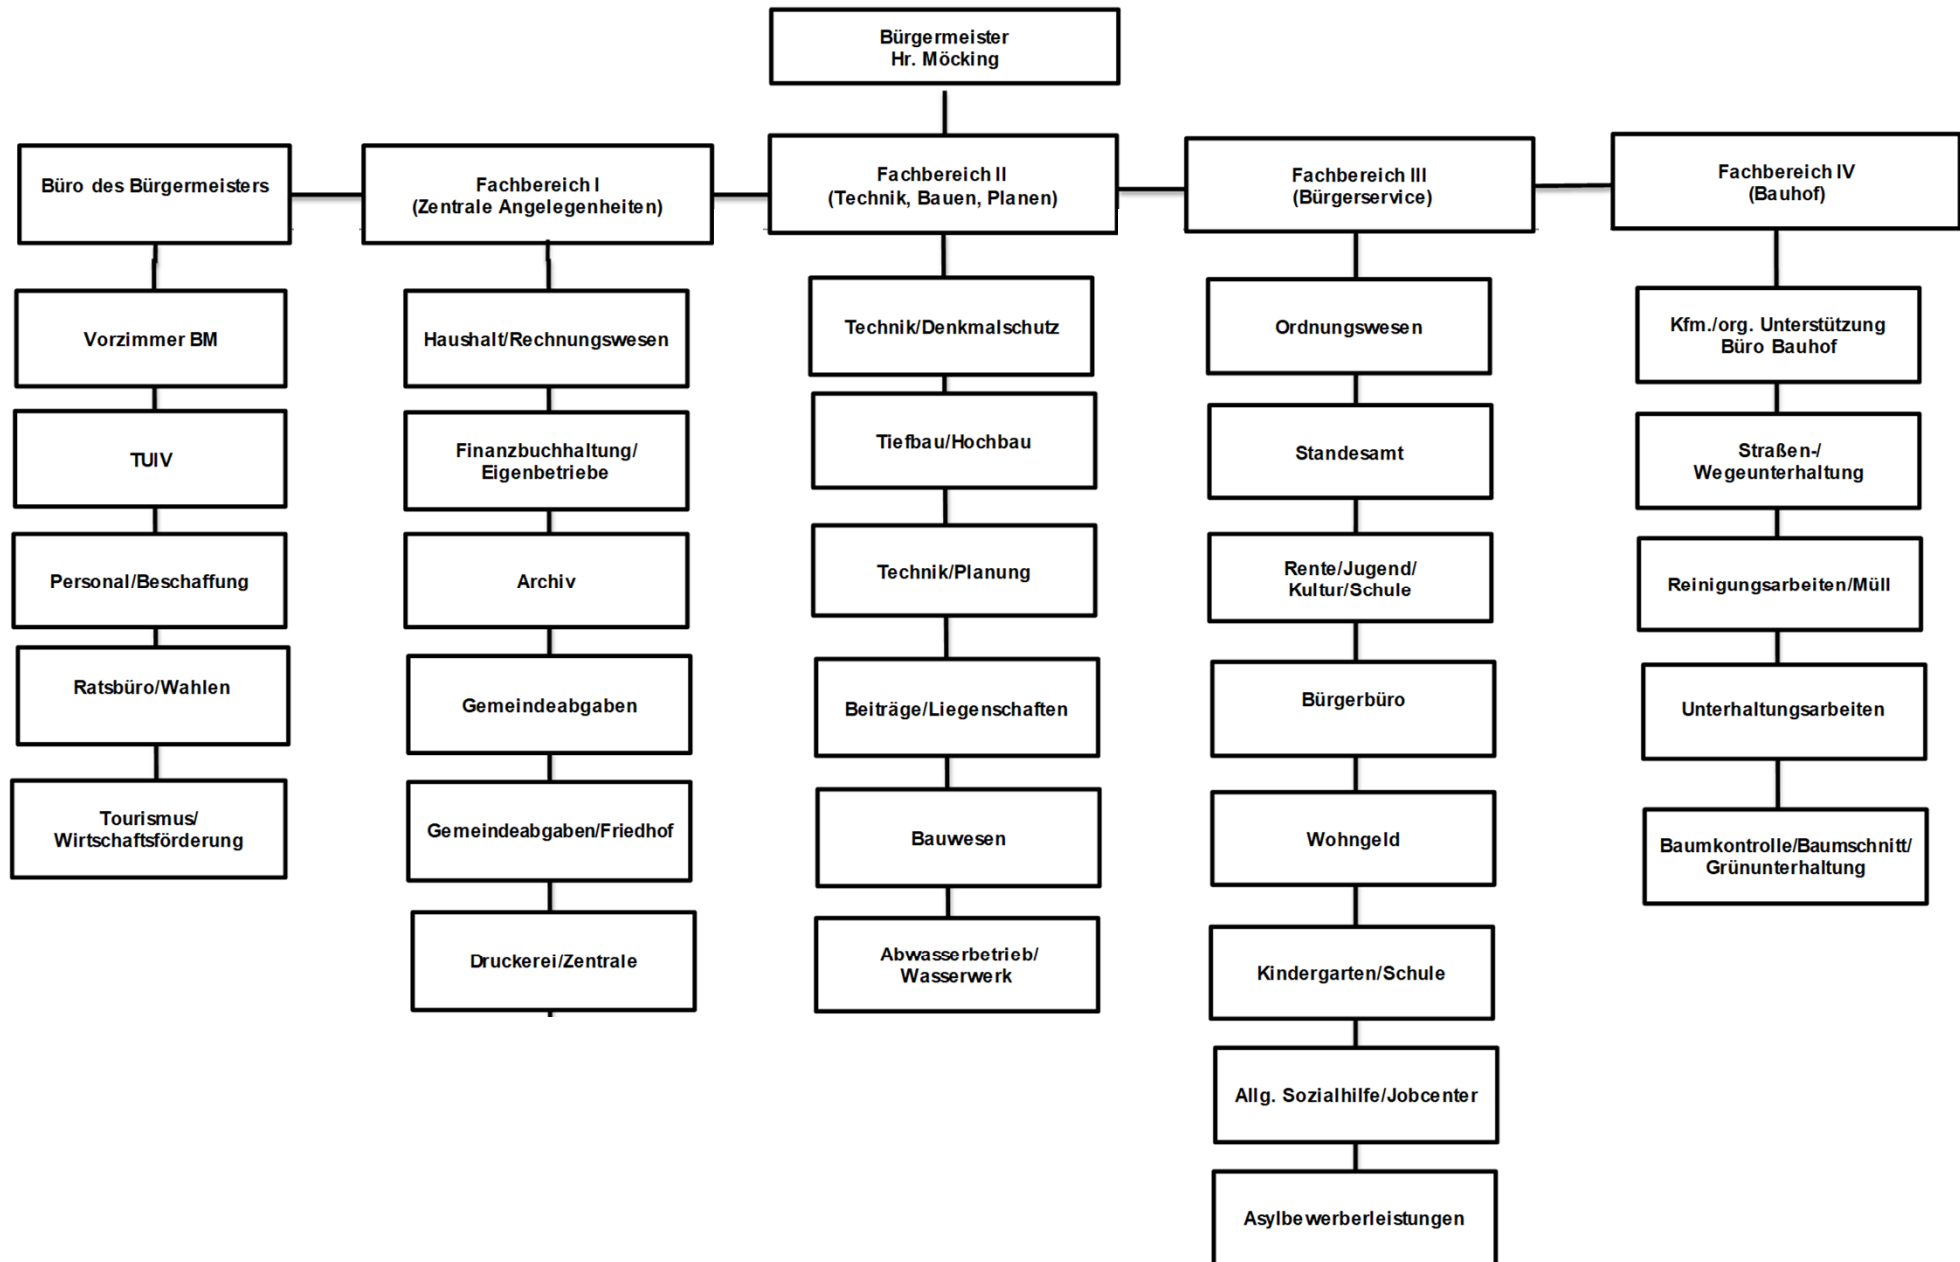 Bürgermeister
Hr. Möcking
Büro des Bürgermeisters
Vorzimmer BM
TUIV
Personal/Beschaffung
Ratsbüro/Wahlen
Tourismus/
Wirtschaftsförderung
Fachbereich I
(Zentrale Angelegenheiten)
Haushalt/Rechnungswesen
Finanzbuchhaltung/
Eigenbetriebe
Archiv
Gemeindeabgaben
Gemeindeabgaben/Friedhof
Druckerei/Zentrale
Fachbereich II
(Technik, Bauen, Planen)
Technik/Denkmalschutz
Tiefbau/Hochbau
Technik/Planung
Beiträge/Liegenschaften
Bauwesen
Abwasserbetrieb/
Wasserwerk
Fachbereich III
(Bürgerservice)
Ordnungswesen
Standesamt
Rente/Jugend/
Kultur/Schule
Bürgerbüro
Wohngeld
Kindergarten/Schule
Allg. Sozialhilfe/Jobcenter
Asylbewerberleistungen
Fachbereich IV
(Bauhof)
Kfm./org. Unterstützung
Büro Bauhof
Straßen-/
Wegeunterhaltung
Reinigungsarbeiten/Müll
Unterhaltungsarbeiten
Baumkontrolle/Baumschnitt/
Grünunterhaltung